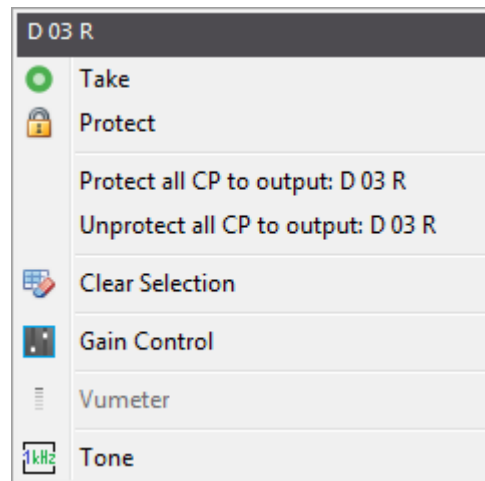 D 03 R
Take
Protect
Protect all CP to output: D 03 R
Unprotect all CP to output: D 03 R
Clear Selection
Gain Control
Vumeter
1kHz Tone